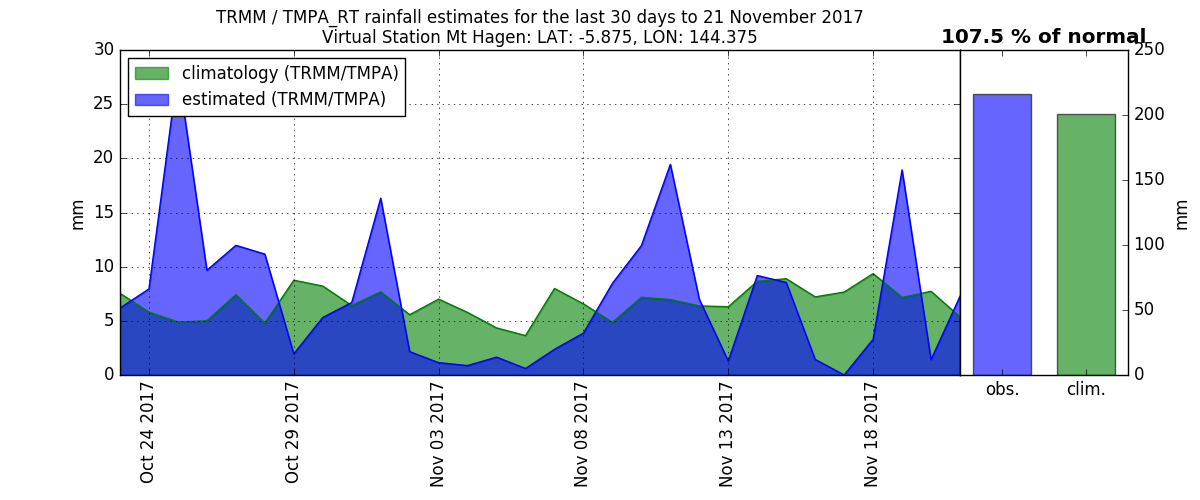 TRMM / TMPA_RT rainfall estimates for the last 30 days to 21 November 2017
Virtual Station Mt Hagen: LAT: -5.875, LON: 144.375
107.5 % of normal
climatology (TRMM/TMPA)
estimated (TRMM/TMPA)
30
25
20
15
10
5
0
mm
250
200
150
100
50
0
mm
Oct 24 2017
Oct 29 2017
Nov 03 2017
Nov 08 2017
Nov 13 2017
Nov 18 2017
obs.
clim.